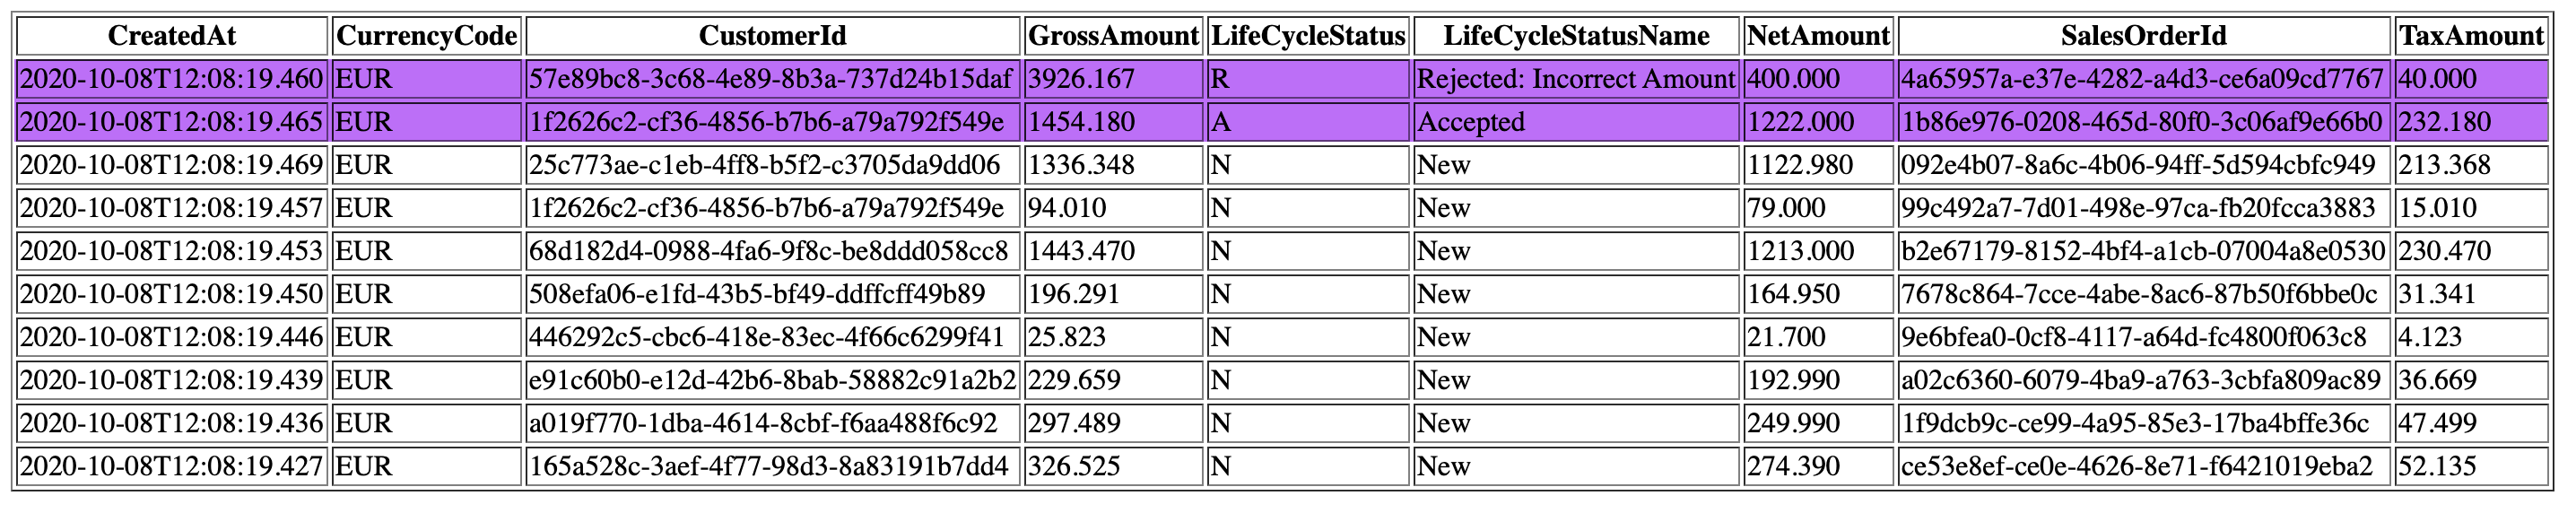 CreatedAt CurrencyCode CustomerId GrossAmount LifeCycleStatus LifeCycleStatusName NetAmount SalesOrderId TaxAmount
2020-10-08T12:08:19.460 EUR 57e89bc8-3c68-4e89-8b3a-737d24b15daf 3926.167 R Rejected: Incorrect Amount 400.000 4a65957a-e37e-4282-a4d3-ce6a09cd7767 40.000
2020-10-08T12:08:19.465 EUR 1f2626c2-cf36-4856-b7b6-a79a792f549e 1454.180 A Accepted 1222.000 1b86e976-0208-465d-80f0-3c06af9e66b0 232.180
2020-10-08T12:08:19.469 EUR 25c773ae-c1eb-4ff8-b5f2-c3705da9dd06 1336.348 N New 1122.980 092e4b07-8a6c-4b06-94ff-5d594cbfc949 213.368
2020-10-08T12:08:19.457 EUR 1f2626c2-cf36-4856-b7b6-a79a792f549e 94.010 N New 79.000 99c492a7-7d01-498e-97ca-fb20fcca3883 15.010
2020-10-08T12:08:19.453 EUR 68d182d4-0988-4fa6-9f8c-be8ddd058cc8 1443.470 N New 1213.000 b2e67179-8152-4bf4-a1cb-07004a8e0530 230.470
2020-10-08T12:08:19.450 EUR 508efa06-e1fd-43b5-bf49-ddffcff49b89 196.291 N New 164.950 7678c864-7cce-4abe-8ac6-87b50f6bbe0c 31.341
2020-10-08T12:08:19.446 EUR 446292c5-cbc6-418e-83ec-4f66c6299f41 25.823 N New 21.700 9e6bfea0-0cf8-4117-a64d-fc4800f063c8 4.123
2020-10-08T12:08:19.439 EUR e91c60b0-e12d-42b6-8bab-58882c91a2b2 229.659 N New 192.990 a02c6360-6079-4ba9-a763-3cbfa809ac89 36.669
2020-10-08T12:08:19.436 EUR a019f770-1dba-4614-8cbf-f6aa488f6c92 297.489 N New 249.990 1f9dcb9c-ce99-4a95-85e3-17ba4bffe36c 47.499
2020-10-08T12:08:19.427 EUR 165a528c-3aef-4f77-98d3-8a83191b7dd4 326.525 N New 274.390 ce53e8ef-ce0e-4626-8e71-f6421019eba2 52.135